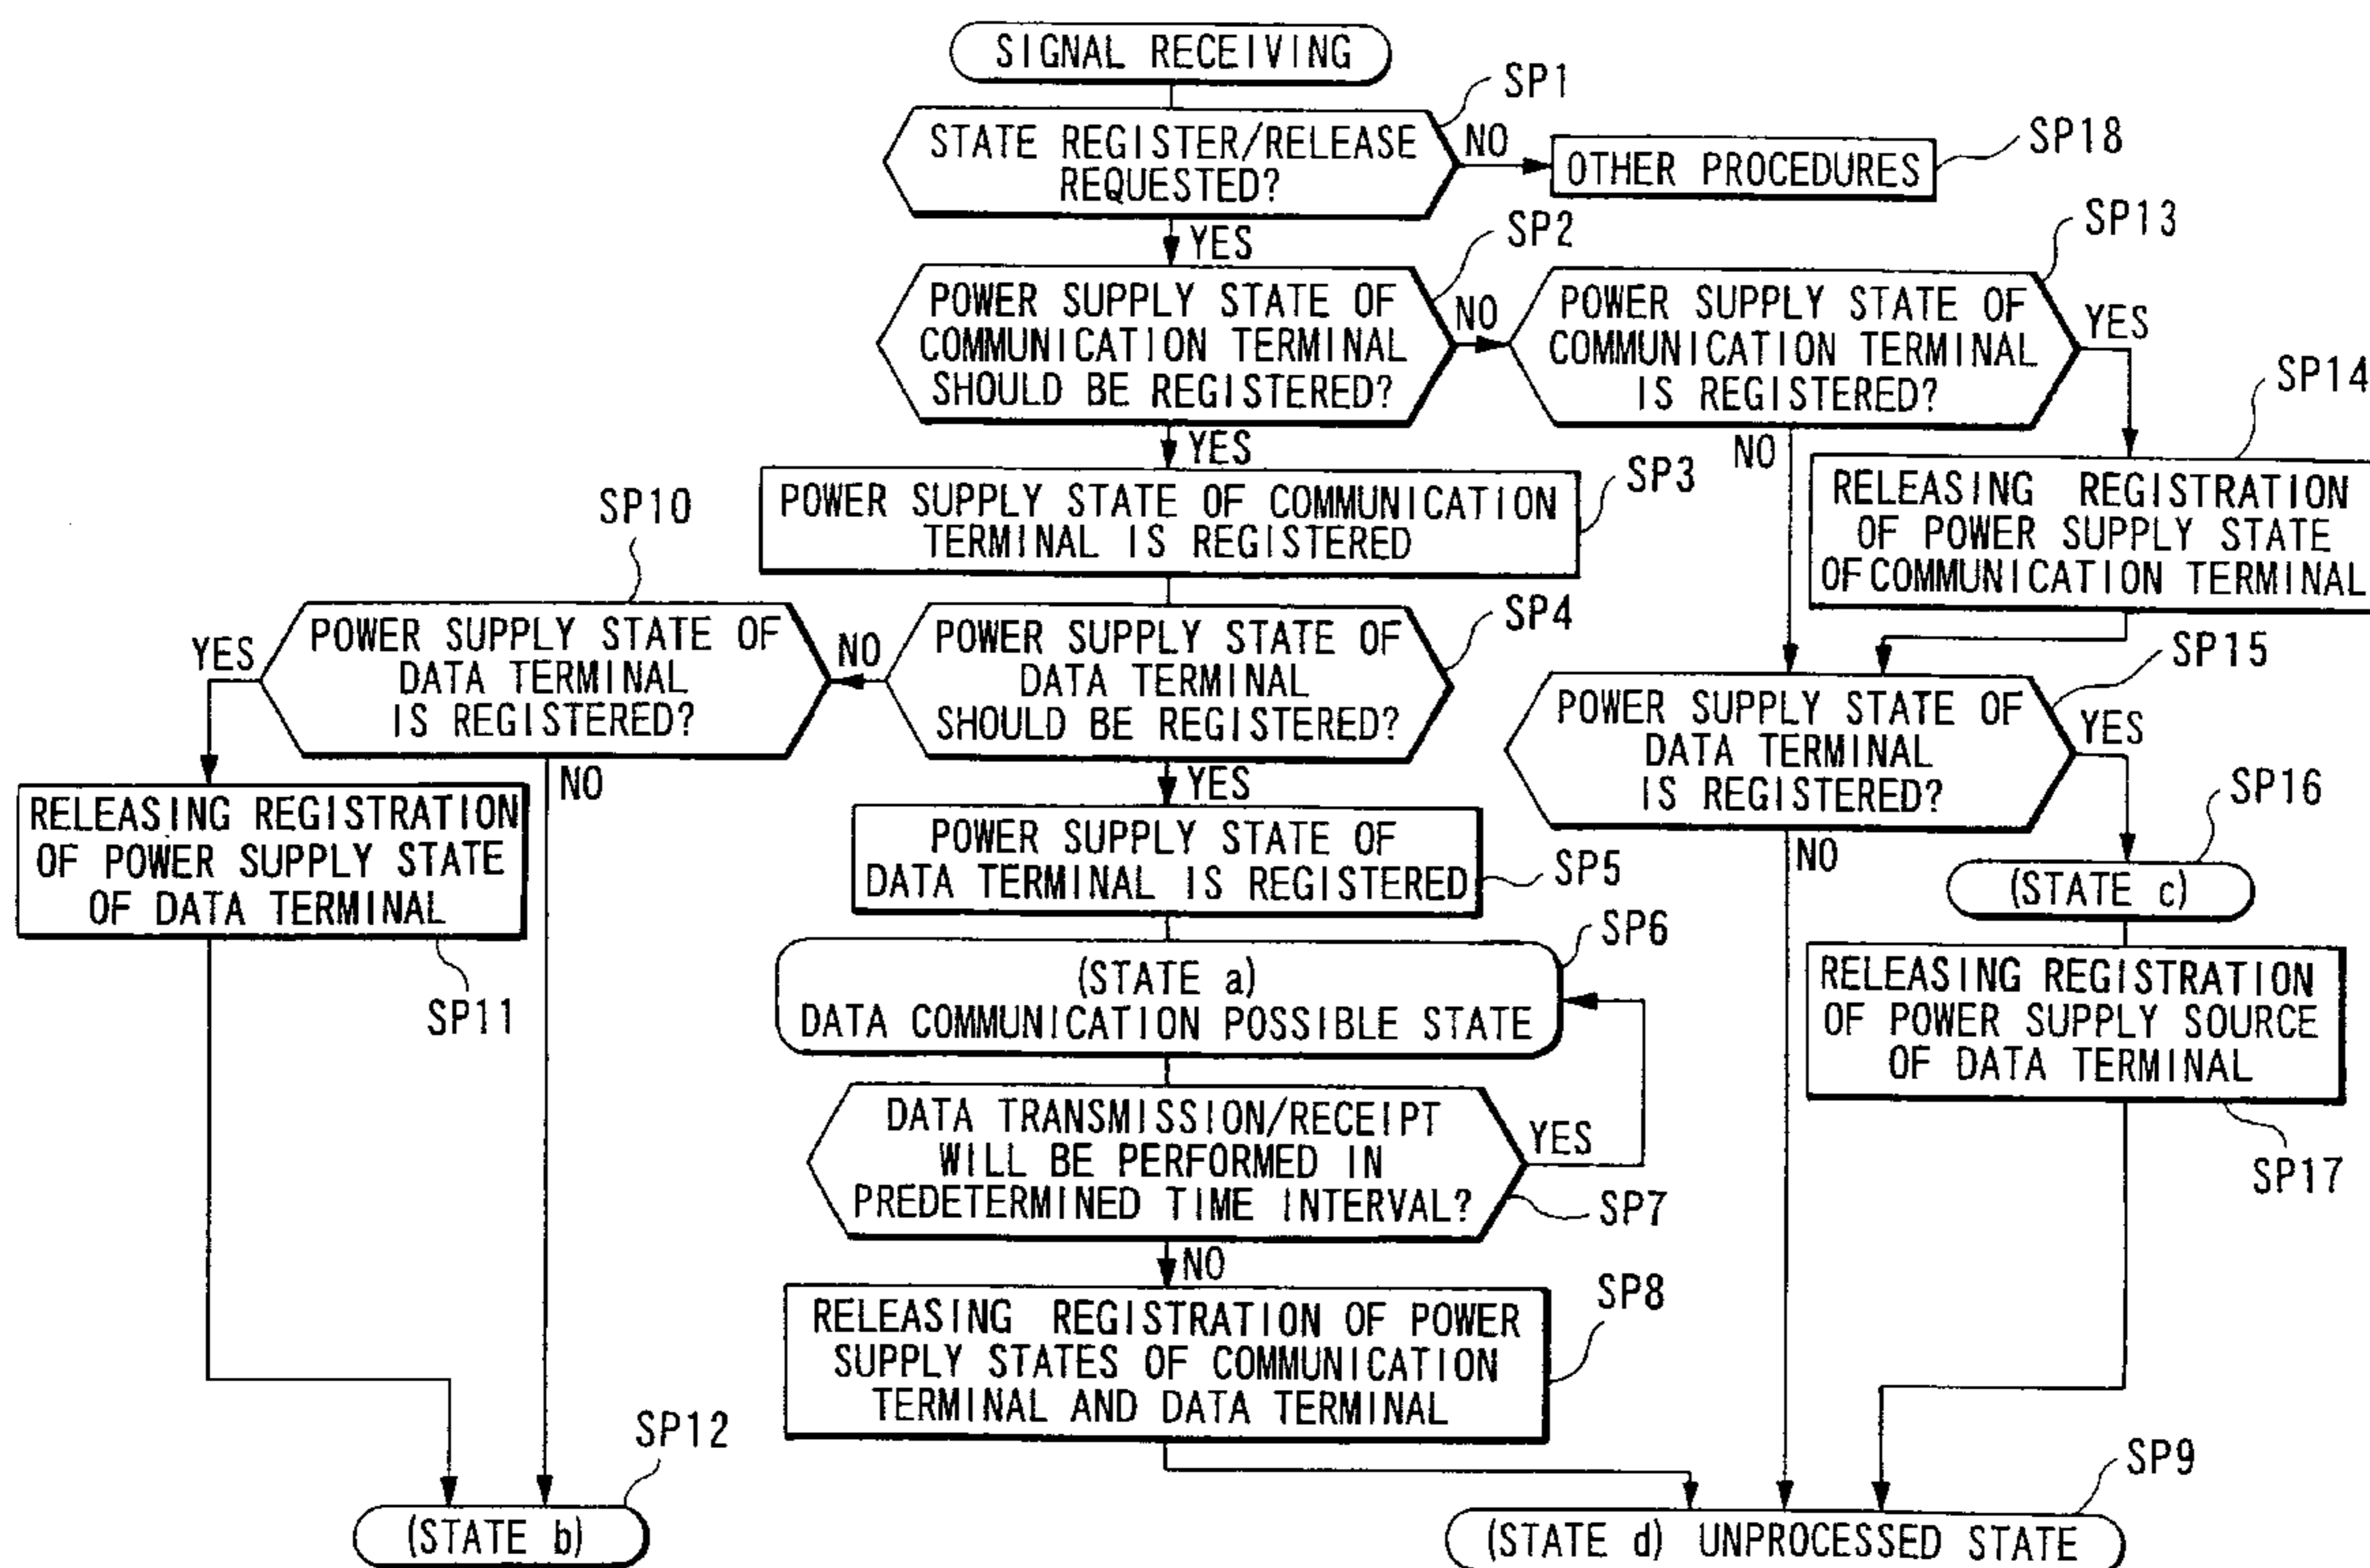 SIGNAL RECEIVING
SP1
STATE REGISTER/RELEASE
REQUESTED?
NO
OTHER PROCEDURES
SP18
YES
SP2
POWER SUPPLY STATE OF
COMMUNICATION TERMINAL
SHOULD BE REGISTERED?
NO
SP13
POWER SUPPLY STATE OF
COMMUNICATION TERMINAL
IS REGISTERED?
YES
NO
SP14
RELEASING REGISTRATION
OF POWER SUPPLY STATE
OF COMMUNICATION TERMINAL
YES
SP3
POWER SUPPLY STATE OF COMMUNICATION
TERMINAL IS REGISTERED
SP4
POWER SUPPLY STATE OF
DATA TERMINAL
SHOULD BE REGISTERED?
NO
SP10
POWER SUPPLY STATE OF
DATA TERMINAL
IS REGISTERED?
YES
NO
RELEASING REGISTRATION
OF POWER SUPPLY STATE
OF DATA TERMINAL
SP11
YES
POWER SUPPLY STATE OF
DATA TERMINAL IS REGISTERED
SP5
SP6
(STATE a)
DATA COMMUNICATION POSSIBLE STATE
DATA TRANSMISSION/RECEIPT
WILL BE PERFORMED IN
PREDETERMINED TIME INTERVAL?
YES
SP7
NO
SP8
RELEASING REGISTRATION OF POWER
SUPPLY STATES OF COMMUNICATION
TERMINAL AND DATA TERMINAL
SP15
POWER SUPPLY STATE OF
DATA TERMINAL
IS REGISTERED?
YES
NO
SP16
(STATE c)
RELEASING REGISTRATION
OF POWER SUPPLY SOURCE
OF DATA TERMINAL
SP17
SP12
(STATE b)
SP9
(STATE d) UNPROCESSED STATE